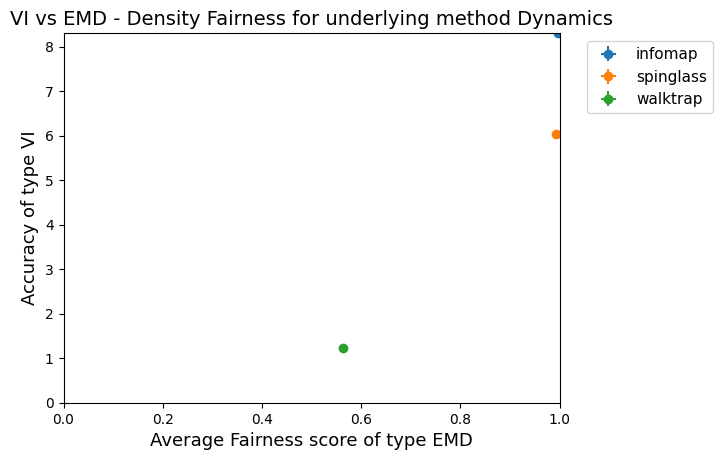 VI vs EMD - Density Fairness for underlying method Dynamics
infomap
spinglass
walktrap
Accuracy of type VI
8
7
6
5
4
3
2
1
0
0.0 0.2 0.4 0.6 0.8 1.0
Average Fairness score of type EMD